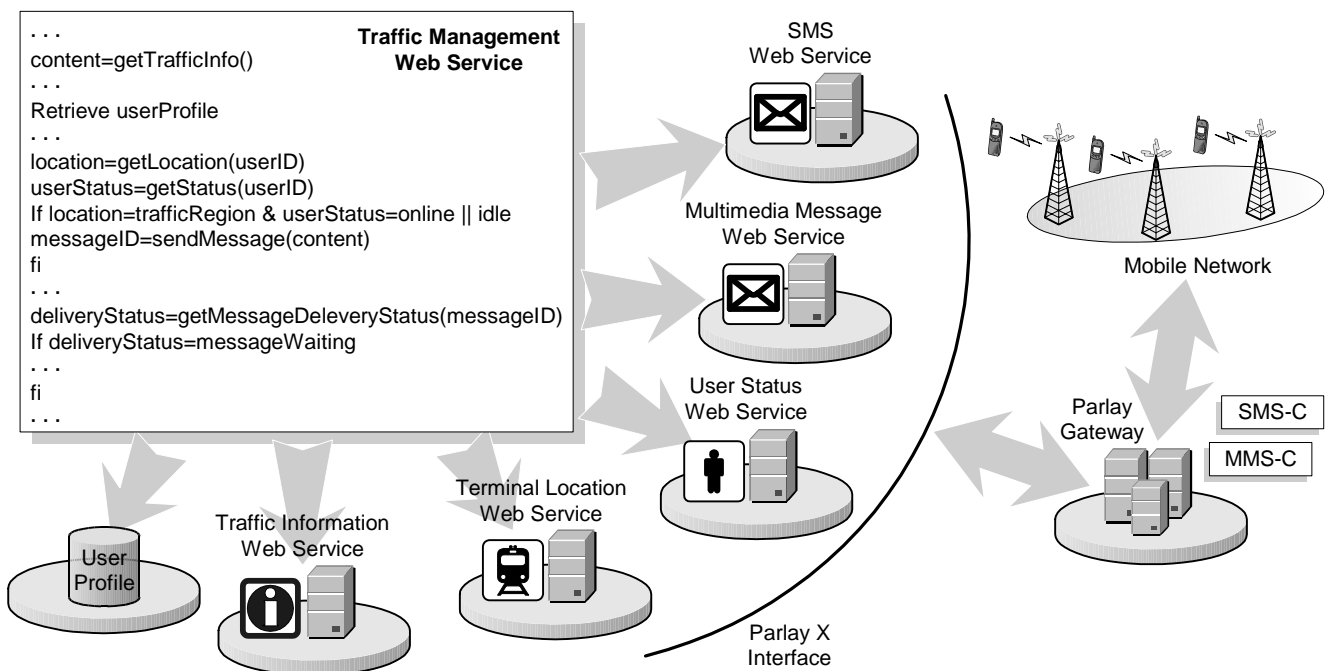 . . .
Traffic Management
Web Service
content=getTrafficInfo()
. . .
Retrieve userProfile
. . .
location=getLocation(userID)
userStatus=getStatus(userID)
If location=trafficRegion & userStatus=online || idle
messageID=sendMessage(content)
fi
. . .
deliveryStatus=getMessageDeleveryStatus(messageID)
If deliveryStatus=messageWaiting
. . .
fi
. . .
SMS
Web Service
Multimedia Message
Web Service
User Status
Web Service
Terminal Location
Web Service
Traffic Information
Web Service
User
Profile
Parlay X
Interface
Mobile Network
Parlay
Gateway
SMS-C
MMS-C